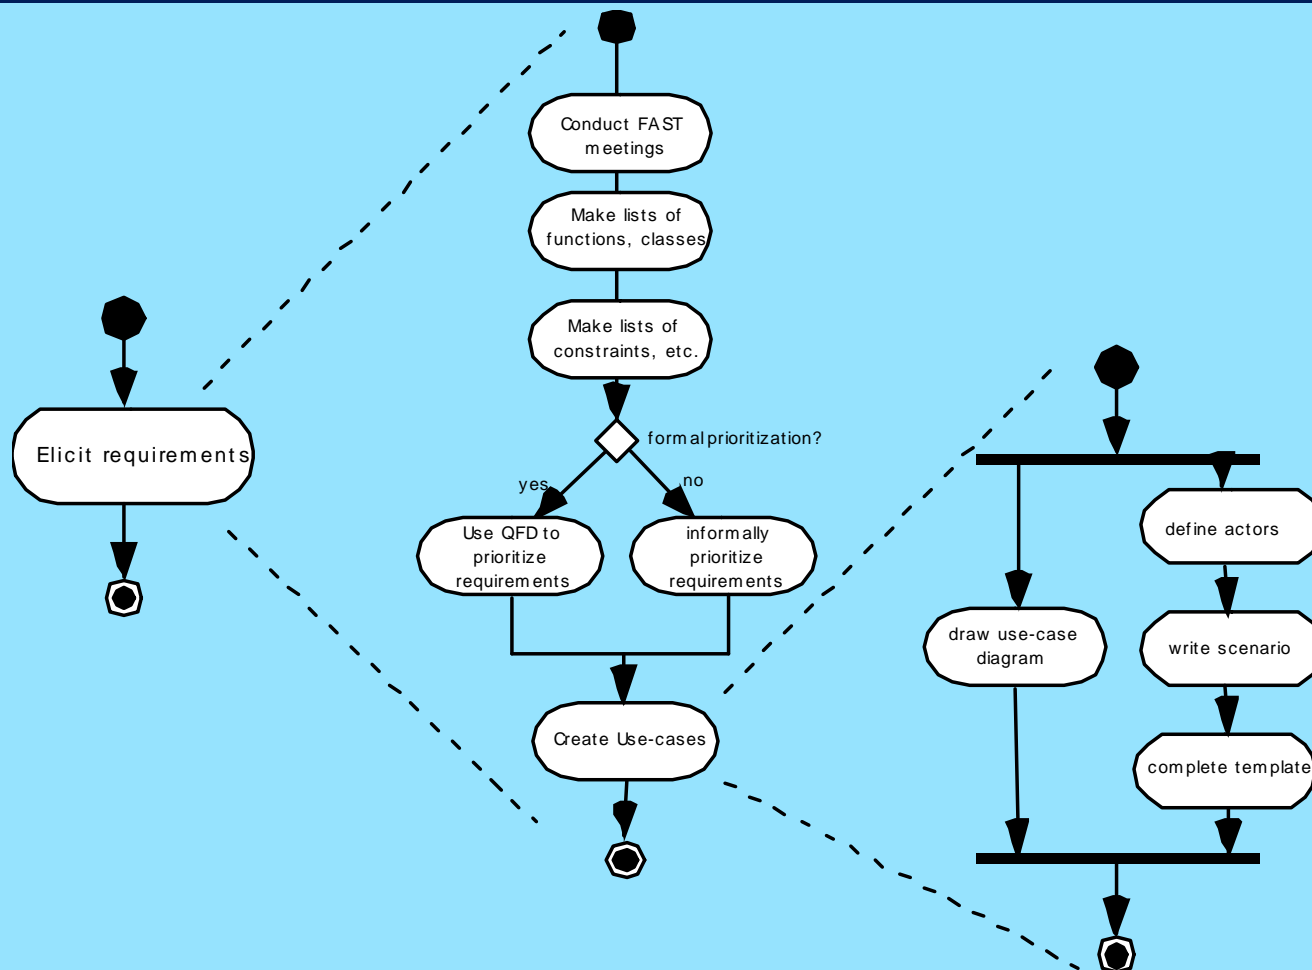 Elicit requirements
Conduct FAST
meetings
Make lists of
functions, classes
Make lists of
constraints, etc.
formal prioritization?
yes
no
Use QFD to
prioritize
requirements
informally
prioritize
requirements
Create Use-cases
draw use-case
diagram
define actors
write scenario
complete template